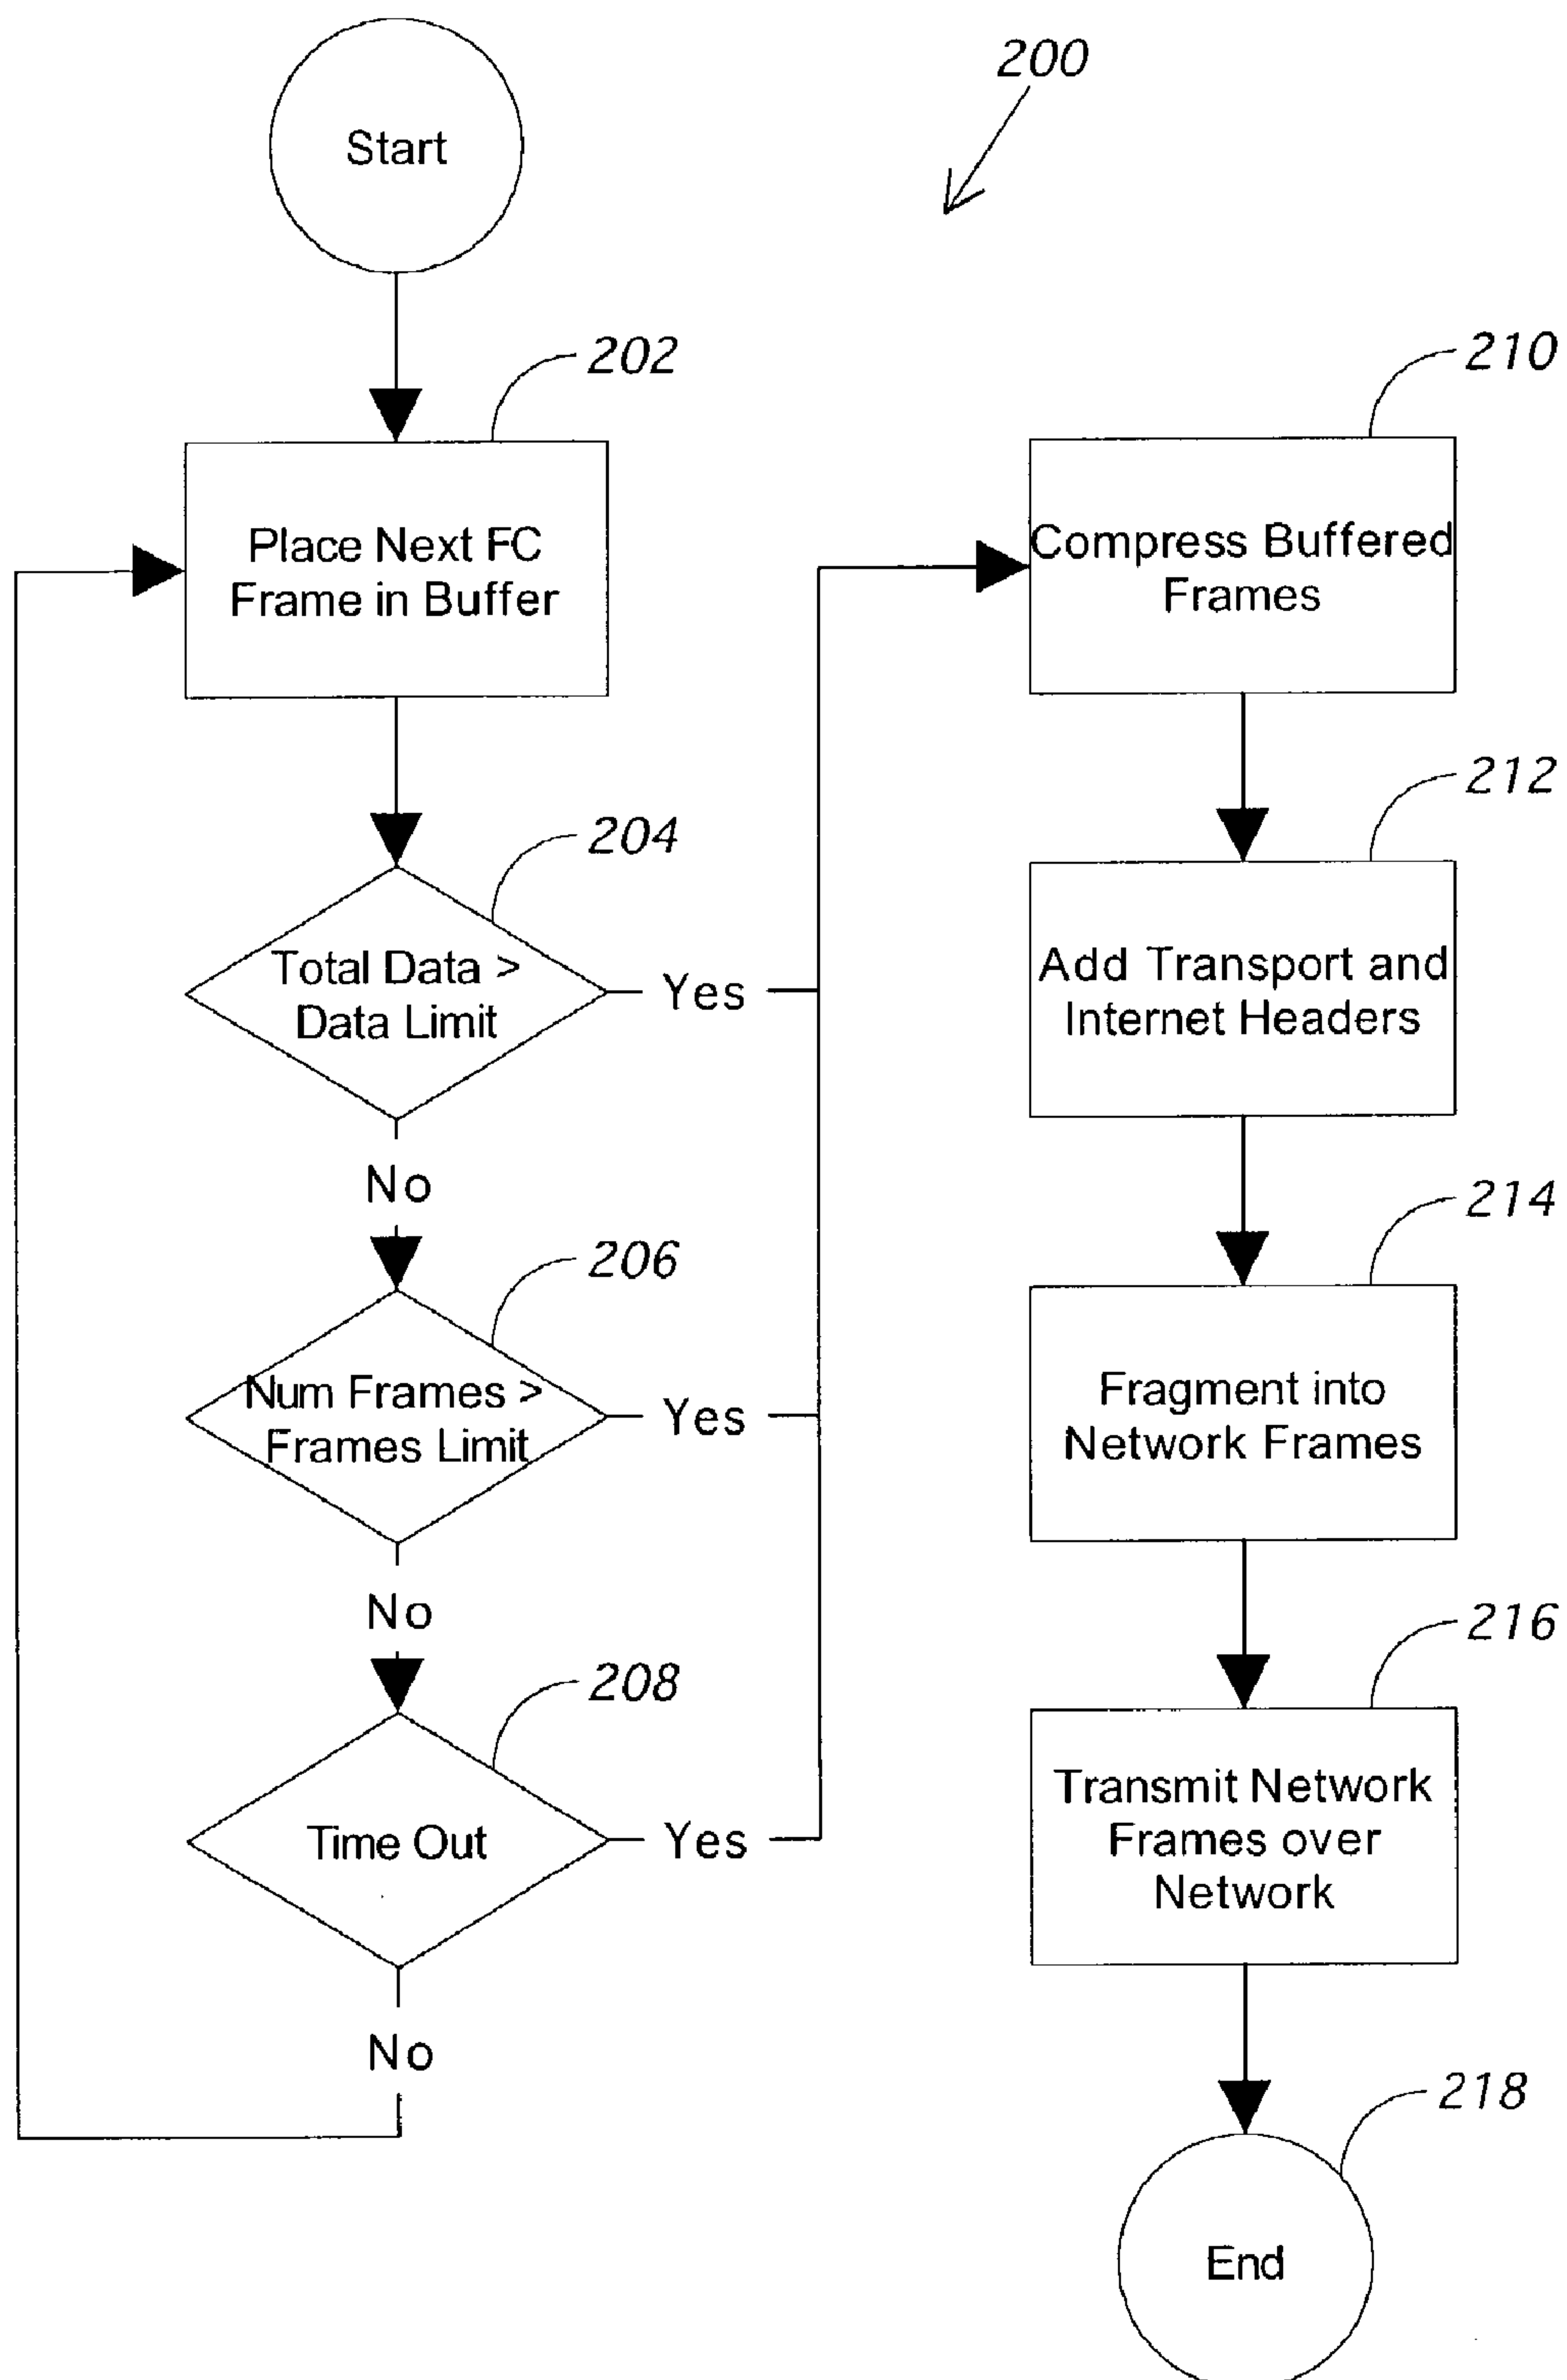 Start
200
202
Place Next FC
Frame in Buffer
204
Total Data >
Data Limit
Yes
No
206
Num Frames >
Frames Limit
Yes
No
208
Time Out
Yes
No
210
Compress Buffered
Frames
212
Add Transport and
Internet Headers
214
Fragment into
Network Frames
216
Transmit Network
Frames over
Network
218
End